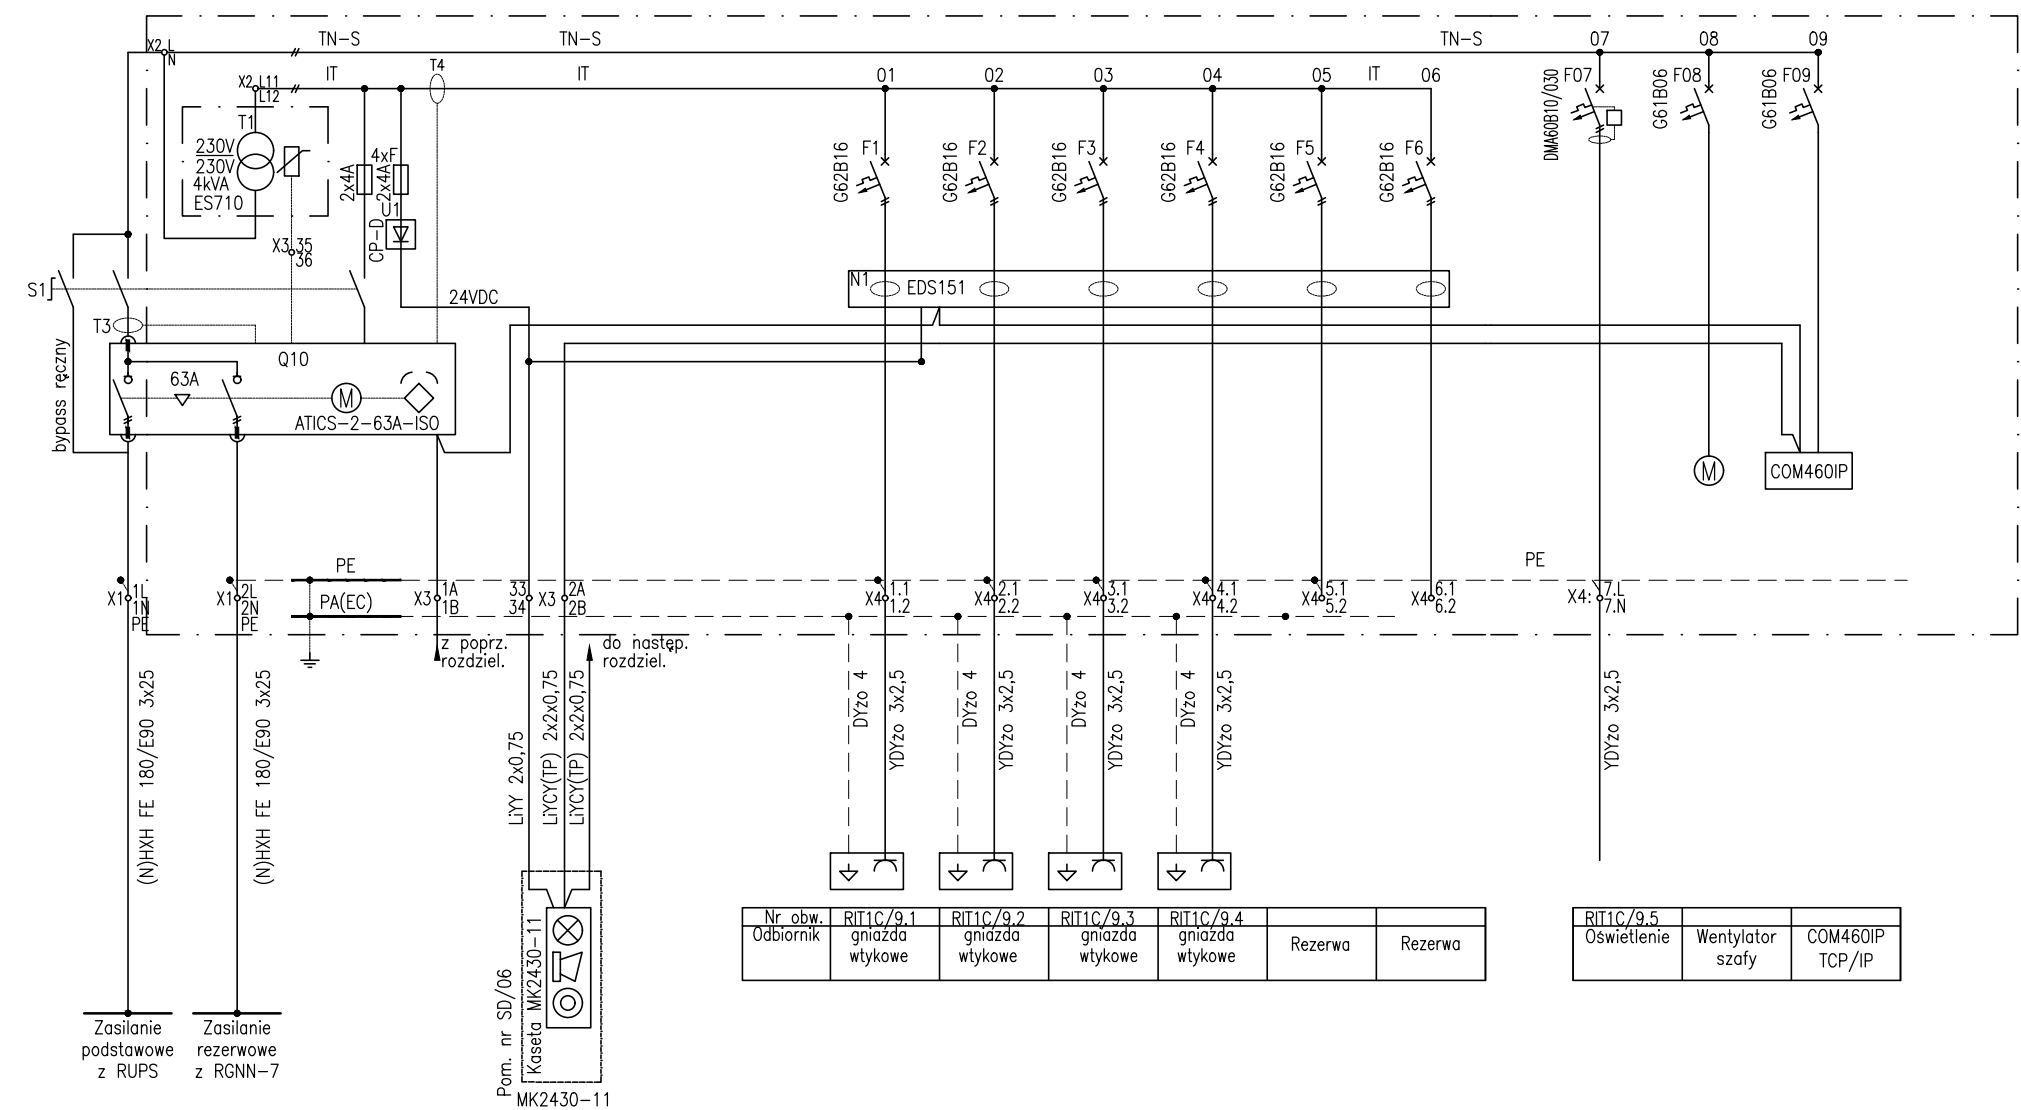 TN-S
TN-S
TN-S
07
08
09
X2 L
N
IT
T4
IT
01
02
03
04
05
IT
06
X2 L11
L12
T1
230V
230V
4kVA
ES710
2x4A
4xF
2x4A
U1
CP-D
X3 35
36
G62B16
F1
G62B16
F2
G62B16
F3
G62B16
F4
G62B16
F5
G62B16
F6
DMA60B10/030
F07
G61B06
F08
G61B06
F09
S1
24VDC
N1
EDS151
T3
bypass ręczny
Q10
63A
M
ATICS-2-63A-ISO
M
COM460IP
PE
PE
PA(EC)
X1
1L
1N
PE
X1
2L
2N
PE
X3
1A
1B
33
34
X3
2A
2B
X4
1.1
1.2
X4
2.1
2.2
X4
3.1
3.2
X4
4.1
4.2
X4
5.1
5.2
X4
6.1
6.2
X4:
7.L
7.N
z poprz.
rozdziel.
do następ.
rozdziel.
(N)HXH FE 180/E90 3x25
(N)HXH FE 180/E90 3x25
LiYY 2x0,75
LiYCY(TP) 2x2x0,75
LiYCY(TP) 2x2x0,75
DYżo 4
YDYżo 3x2,5
DYżo 4
YDYżo 3x2,5
DYżo 4
YDYżo 3x2,5
DYżo 4
YDYżo 3x2,5
YDYżo 3x2,5
Nr obw.
RIT1C/9.1
RIT1C/9.2
RIT1C/9.3
RIT1C/9.4
Odbiornik
gniazda
wtykowe
gniazda
wtykowe
gniazda
wtykowe
gniazda
wtykowe
Rezerwa
Rezerwa
RIT1C/9.5
Oświetlenie
Wentylator
szafy
COM460IP
TCP/IP
Zasilanie
podstawowe
z RUPS
Zasilanie
rezerwowe
z RGNN-7
Pom. nr SD/06
Kaseta MK2430-11
MK2430-11